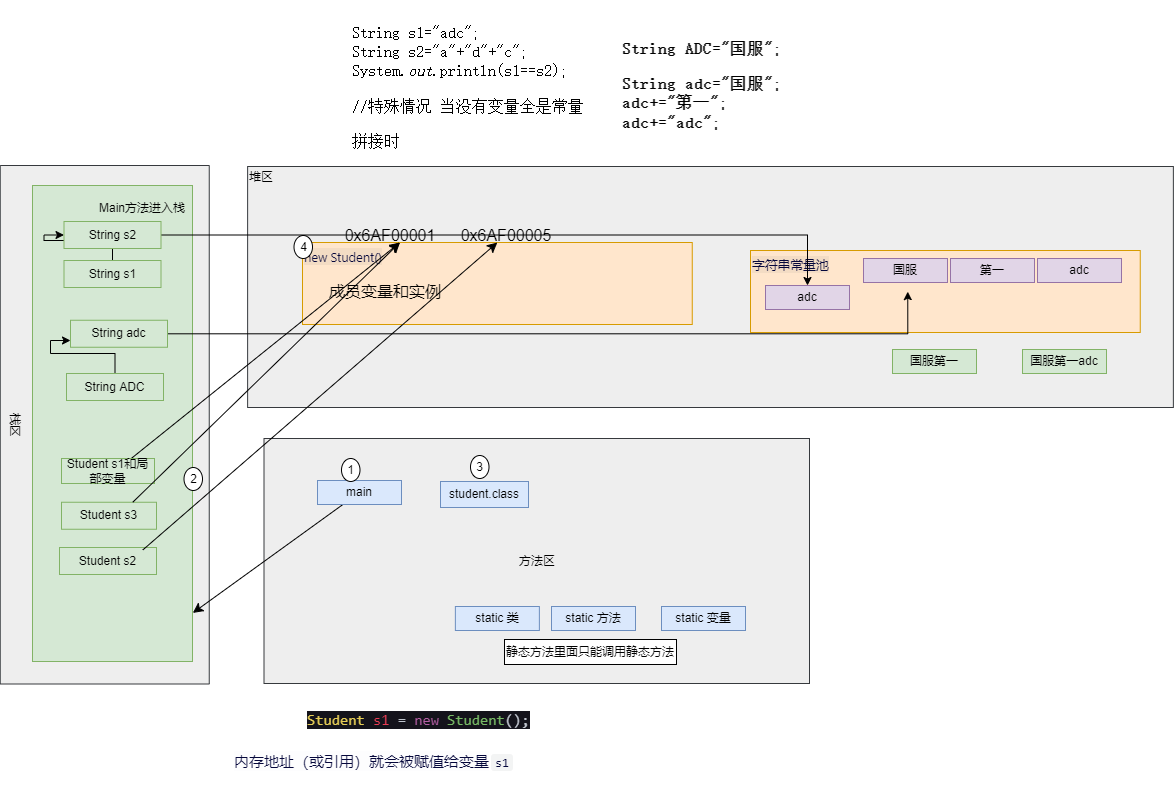 String s1="adc";
String s2="a"+"d"+"c";
System.out.println(s1==s2);
//特殊情况 当没有变量全是常量
拼接时
String ADC="国服";
String adc="国服";
adc+="第一";
adc+="adc";
栈区
Main方法进入栈
String s2
String s1
String adc
String ADC
Student s1和局
部变量
2
Student s3
Student s2
堆区
0x6AF00001
0x6AF00005
4
new Student()
成员变量和实例
字符串常量池
国服
第一
adc
adc
国服第一
国服第一adc
1
main
3
student.class
方法区
static 类
static 方法
static 变量
静态方法里面只能调用静态方法
Student s1 = new Student();
内存地址（或引用）就会被赋值给变量 s1